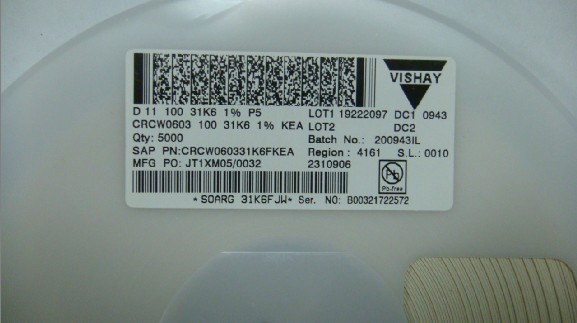 VISHAY
D 11 100 31K6 1% P5 LOT1 19222097 DC1 0943
CRCW0603 100 31K6 1% KEA LOT2 DC2
Qty: 5000 Batch No.: 200943IL
SAP PN:CRCW060331K6FKEA Region: 4161 S.L.: 0010
MFG PO: JT1XM05/0032 2310906
Pb
Pb-free
*SOARG 31K6FJW* Ser. NO: B00321722572